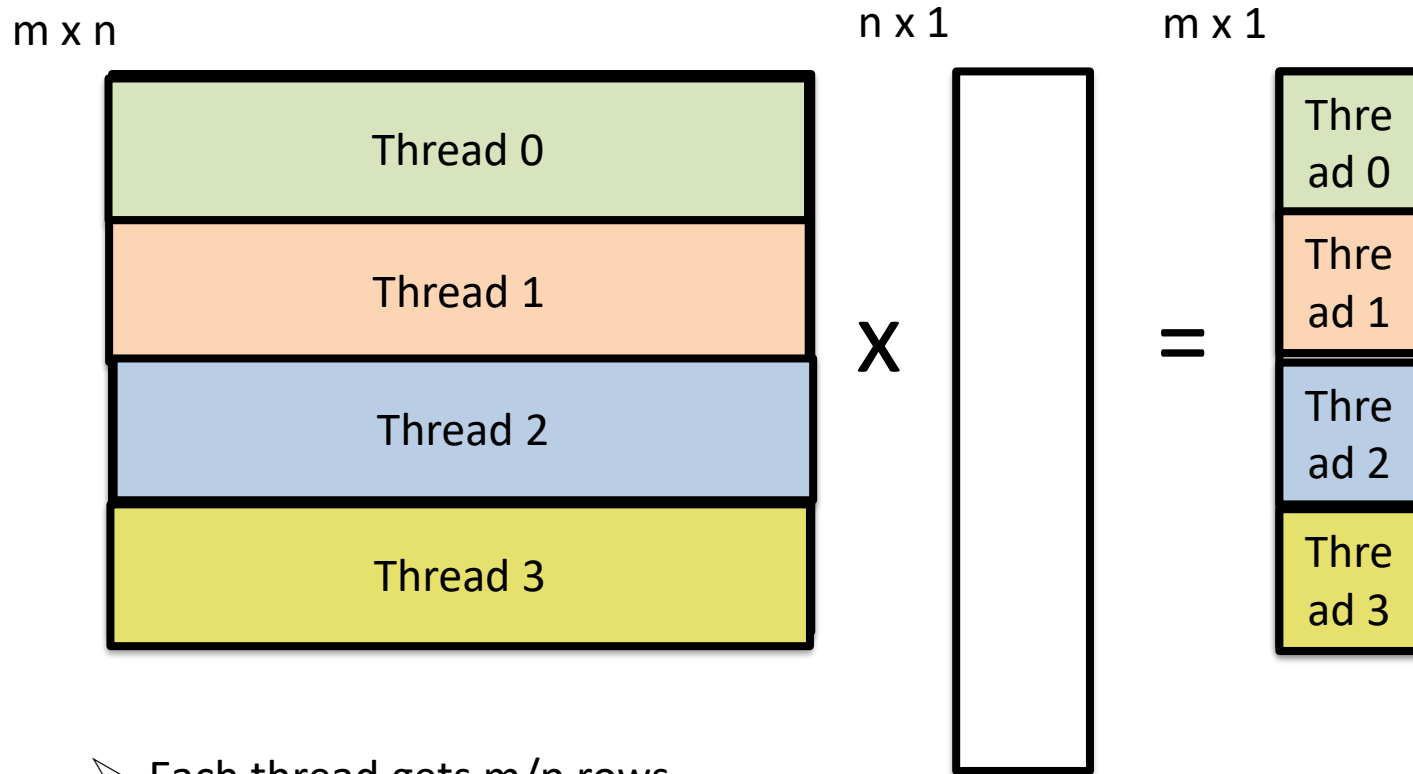 m x n
n x 1
m x 1
Thread 0
Thread 1
Thread 2
Thread 3
x
=
Thre
ad 0
Thre
ad 1
Thre
ad 2
Thre
ad 3
➢ Each thread gets m/p rows